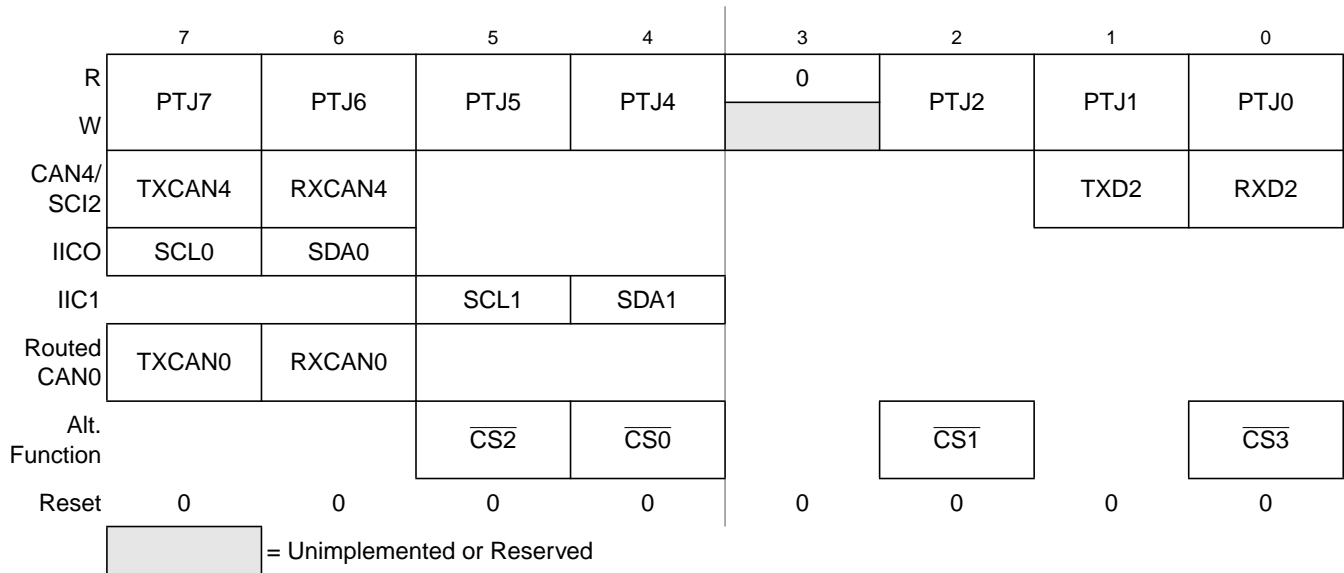 7 6 5 4 3 2 1 0
R PTJ7 PTJ6 PTJ5 PTJ4 0 PTJ2 PTJ1 PTJ0
W
CAN4/ SCI2 TXCAN4 RXCAN4 TXD2 RXD2
IICO SCL0 SDA0
IIC1 SCL1 SDA1
Routed CAN0 TXCAN0 RXCAN0
Alt. Function CS2 CS0 CS1 CS3
Reset 0 0 0 0 0 0 0 0
= Unimplemented or Reserved